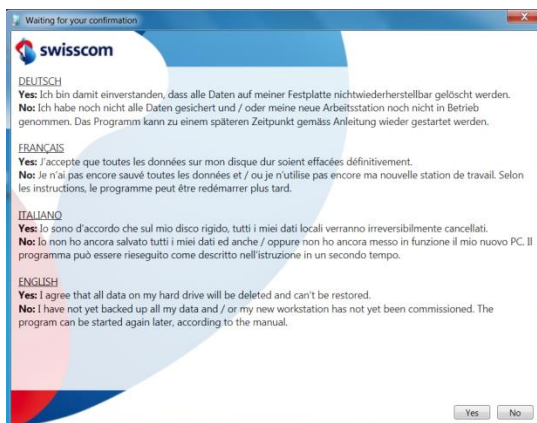 Waiting for your confirmation
swisscom
DEUTSCH
Yes: Ich bin damit einverstanden, dass alle Daten auf meiner Festplatte nichtwiederherstellbar gelöscht werden.
No: Ich habe noch nicht alle Daten gesichert und / oder meine neue Arbeitsstation noch nicht in Betrieb
genommen. Das Programm kann zu einem späteren Zeitpunkt gemäss Anleitung wieder gestartet werden.
FRANÇAIS
Yes: J'accepte que toutes les données sur mon disque dur soient effacées définitivement.
No: Je n'ai pas encore sauvé toutes les données et / ou je n'utilise pas encore ma nouvelle station de travail. Selon
les instructions, le programme peut être redémarrer plus tard.
ITALIANO
Yes: Io sono d'accordo che sul mio disco rigido, tutti i miei dati locali verranno irreversibilmente cancellati.
No: Io non ho ancora salvato tutti i miei dati ed anche / oppure non ho ancora messo in funzione il mio nuovo PC. Il
programma può essere rieseguito come descritto nell'istruzione in un secondo tempo.
ENGLISH
Yes: I agree that all data on my hard drive will be deleted and can't be restored.
No: I have not yet backed up all my data and / or my new workstation has not yet been commissioned. The
program can be started again later, according to the manual.
Yes No